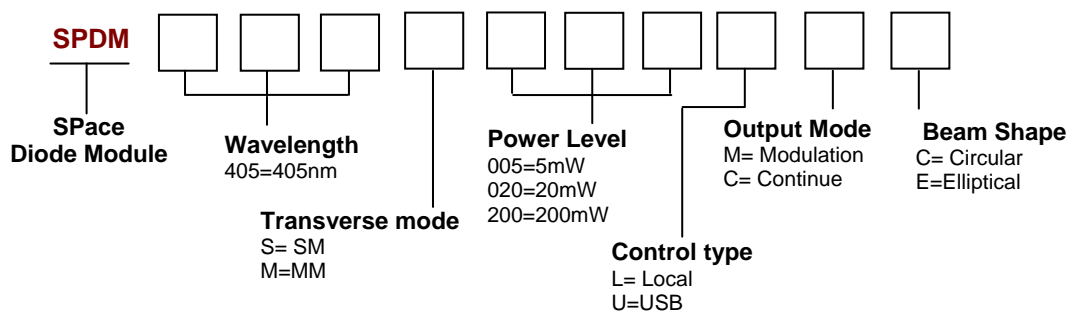 SPDM
SPace
Diode Module
Wavelength
405=405nm
Transverse mode
S= SM
M=MM
Power Level
005=5mW
020=20mW
200=200mW
Control type
L= Local
U=USB
Output Mode
M= Modulation
C= Continue
Beam Shape
C= Circular
E=Elliptical